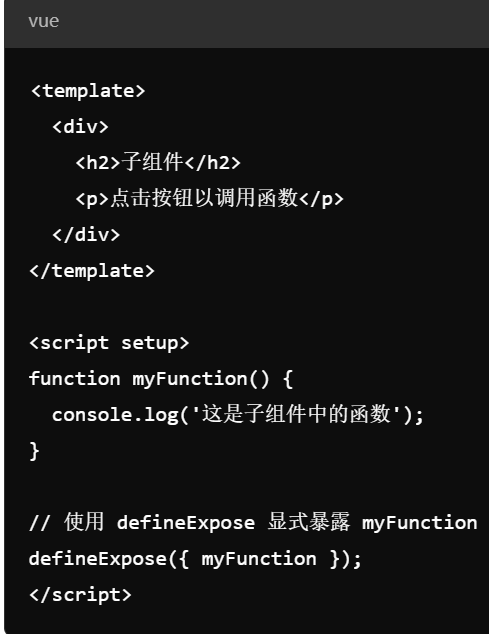 vue
<template>
  <div>
    <h2>子组件</h2>
    <p>点击按钮以调用函数</p>
  </div>
</template>

<script setup>
function myFunction() {
  console.log('这是子组件中的函数');
}

// 使用 defineExpose 显式暴露 myFunction
defineExpose({ myFunction });
</script>